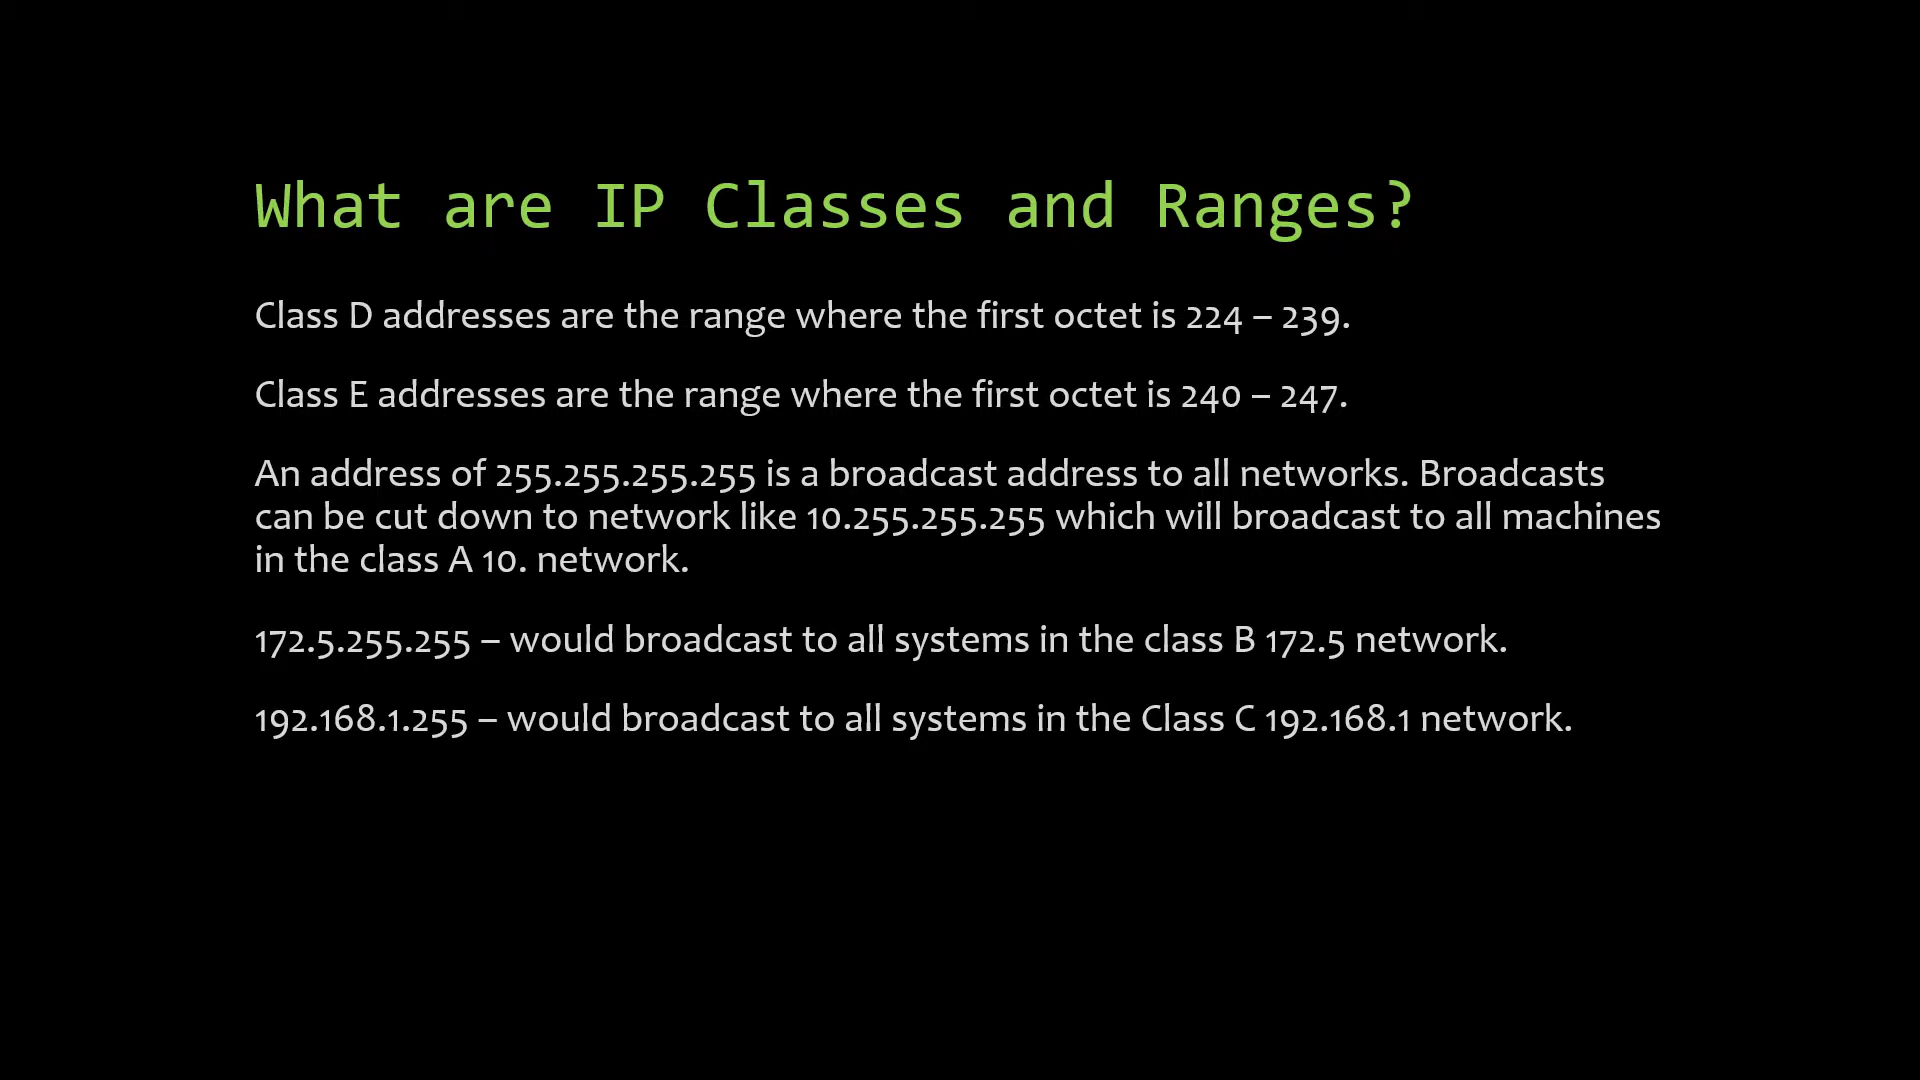 What are IP Classes and Ranges?
Class D addresses are the range where the first octet is 224 – 239.
Class E addresses are the range where the first octet is 240 – 247.
An address of 255.255.255.255 is a broadcast address to all networks. Broadcasts
can be cut down to network like 10.255.255.255 which will broadcast to all machines
in the class A 10. network.
172.5.255.255 – would broadcast to all systems in the class B 172.5 network.
192.168.1.255 – would broadcast to all systems in the Class C 192.168.1 network.